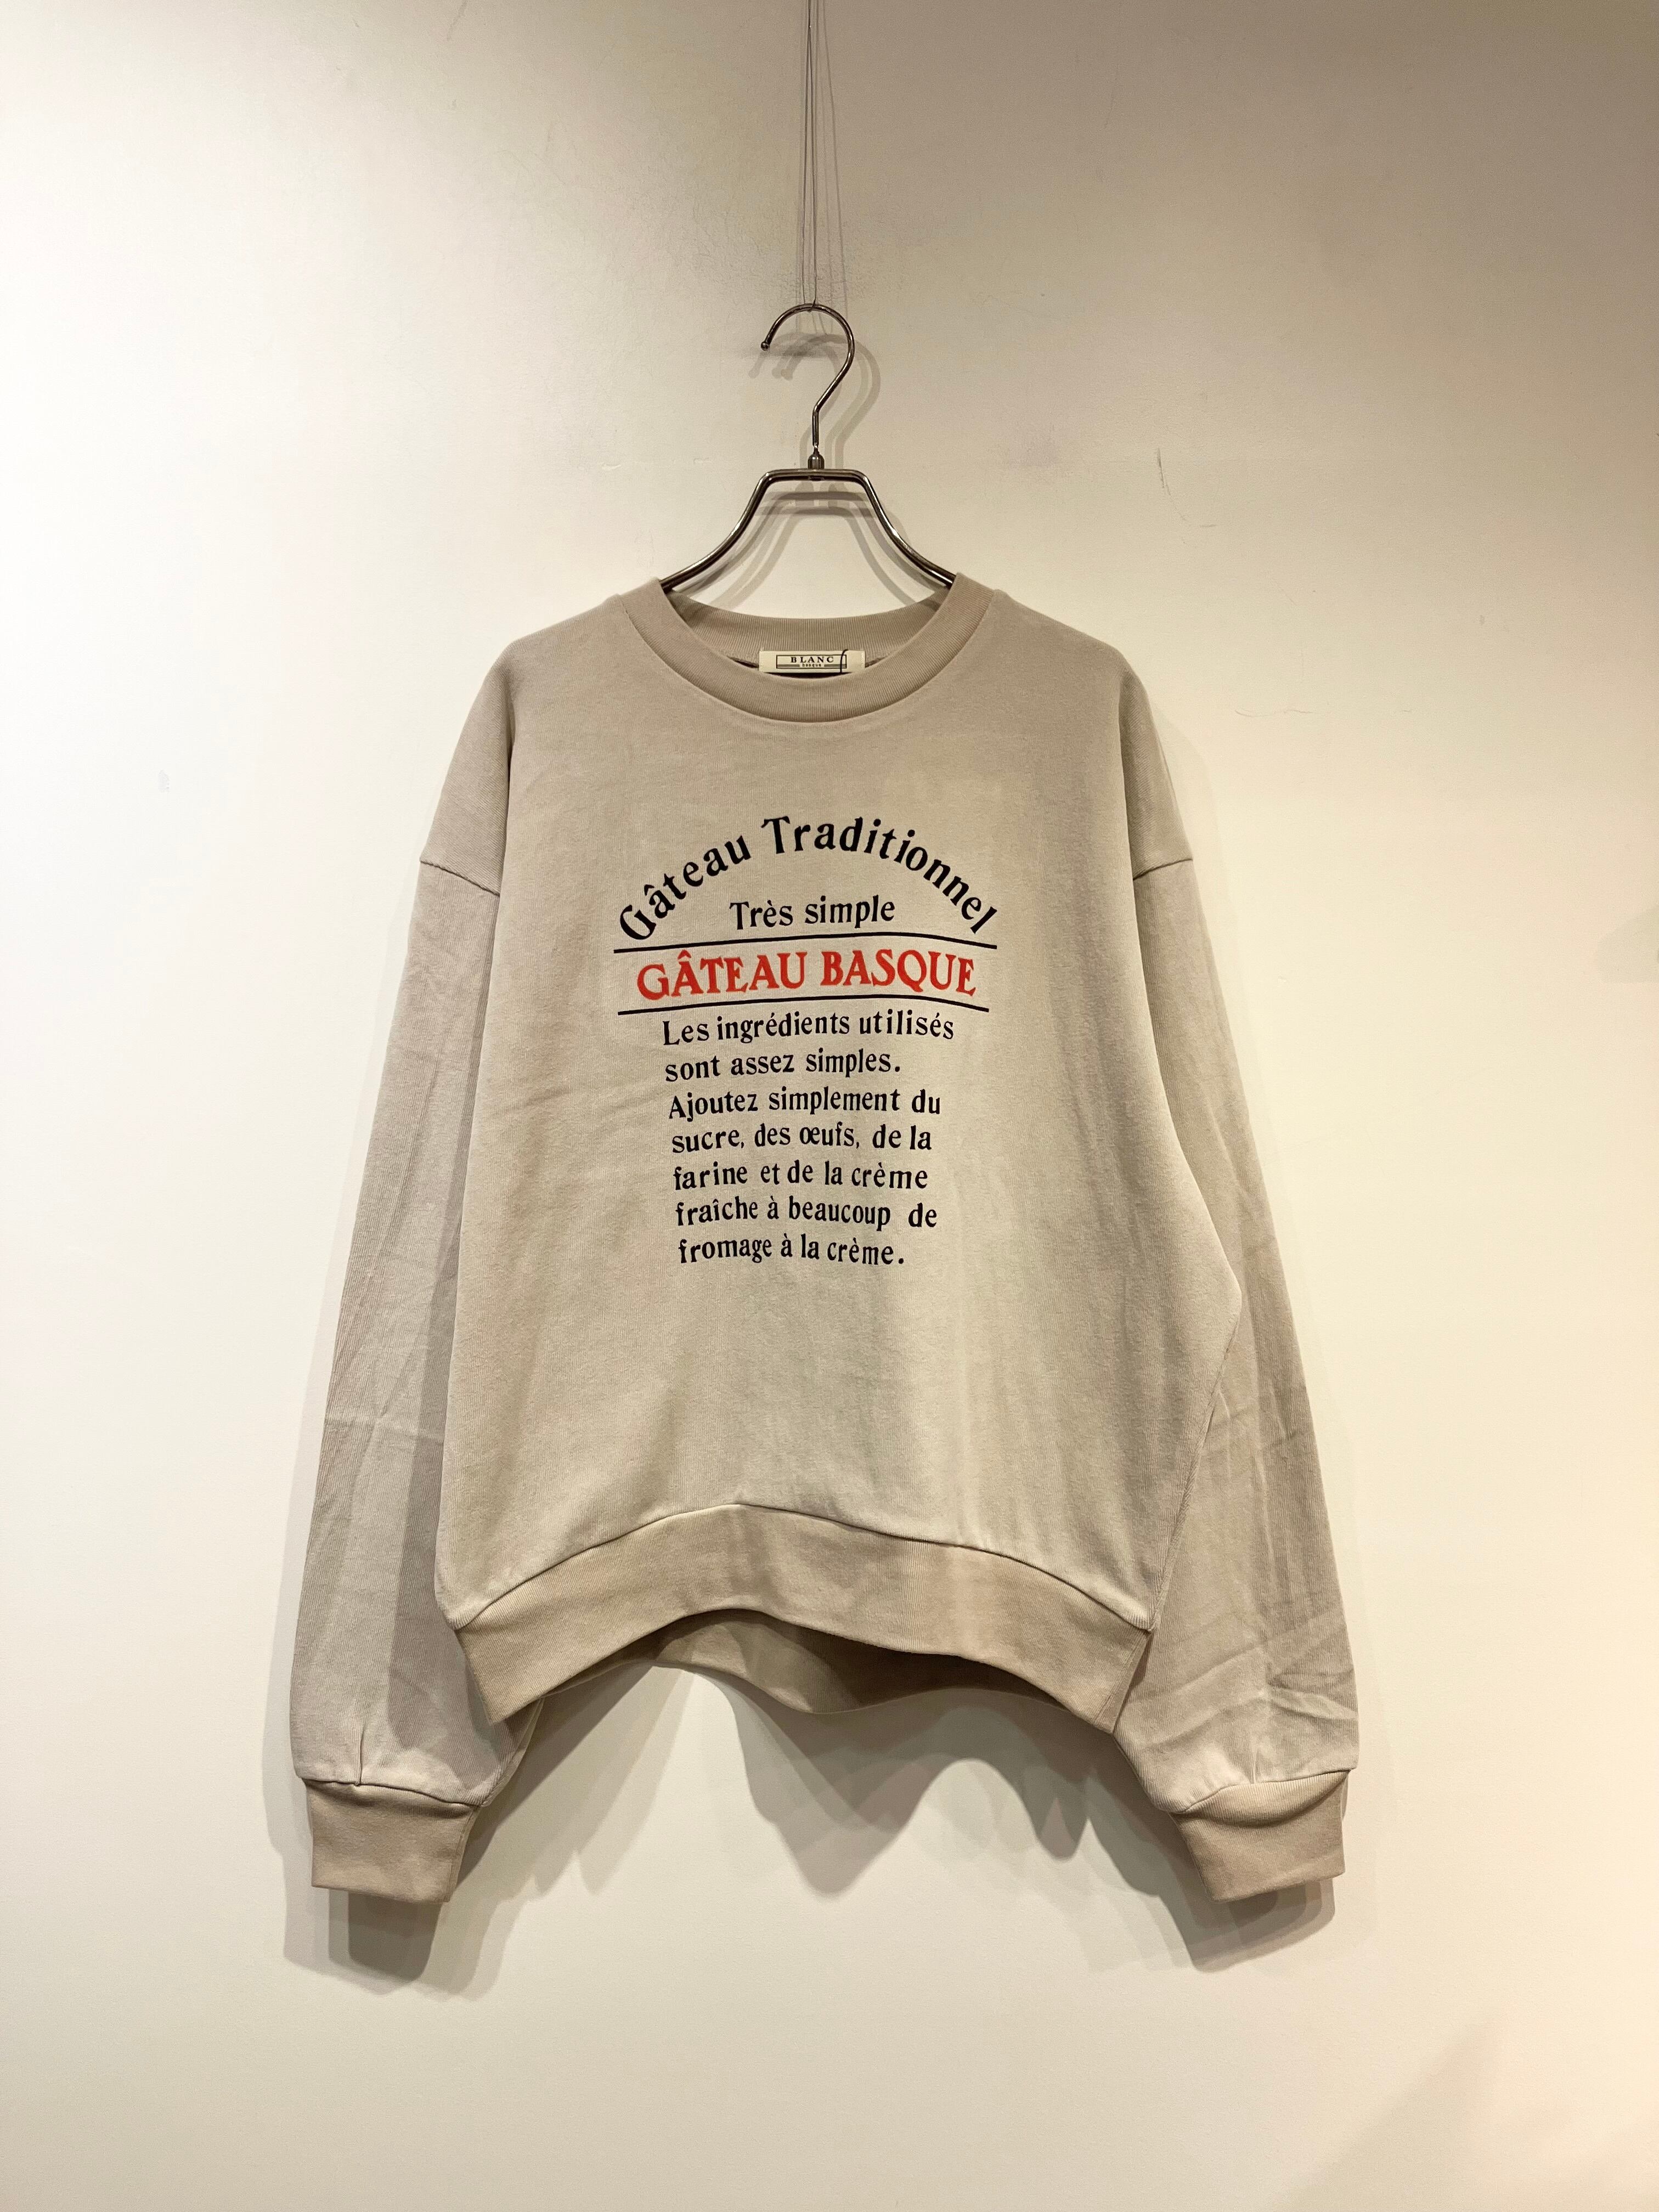 BLANC
Gâteau Traditionnel
Très simple
GÂTEAU BASQUE
Les ingrédients utilisés
sont assez simples.
Ajoutez simplement du
sucre, des œufs, de la
farine et de la crème
fraîche à beaucoup de
fromage à la crème.